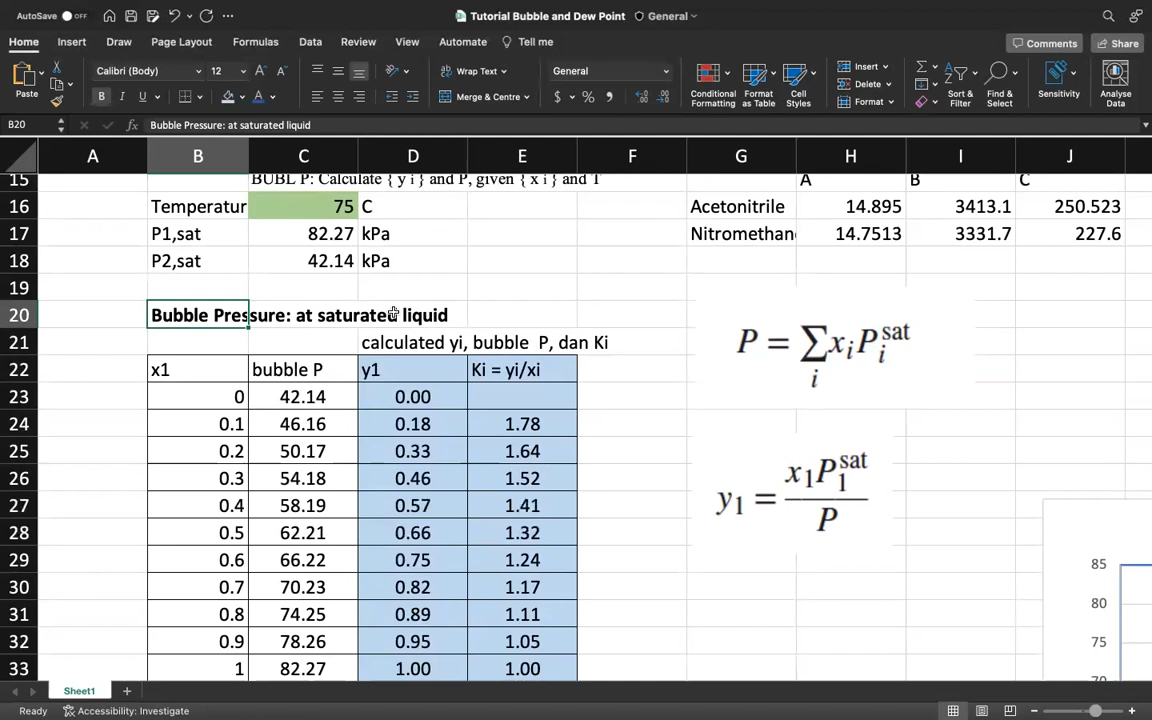 AutoSave OFF
Tutorial Bubble and Dew Point
General
Home Insert Draw Page Layout Formulas Data Review View Automate Tell me
Comments
Share
Paste
Calibri (Body) 12
B I U
Wrap Text
Merge & Centre
General
$ %
Conditional Formatting
Format as Table
Cell Styles
Insert
Delete
Format
Sort & Filter
Find & Select
Sensitivity
Analyse Data
B20 fx Bubble Pressure: at saturated liquid
A B C D E F G H I J
15 BUBL P: Calculate { y i } and P, given { x i } and T A B C
16 Temperatur 75 C Acetonitrile 14.895 3413.1 250.523
17 P1,sat 82.27 kPa Nitromethan 14.7513 3331.7 227.6
18 P2,sat 42.14 kPa
19
20 Bubble Pressure: at saturated liquid
21 calculated yi, bubble P, dan Ki
22 x1 bubble P y1 Ki = yi/xi
23 0 42.14 0.00
24 0.1 46.16 0.18 1.78
25 0.2 50.17 0.33 1.64
26 0.3 54.18 0.46 1.52
27 0.4 58.19 0.57 1.41
28 0.5 62.21 0.66 1.32
29 0.6 66.22 0.75 1.24
30 0.7 70.23 0.82 1.17
31 0.8 74.25 0.89 1.11
32 0.9 78.26 0.95 1.05
33 1 82.27 1.00 1.00
P = ∑ᵢ xᵢPᵢ^sat
y₁ = x₁P₁^sat / P
85
80
75
Sheet1
Ready Accessibility: Investigate